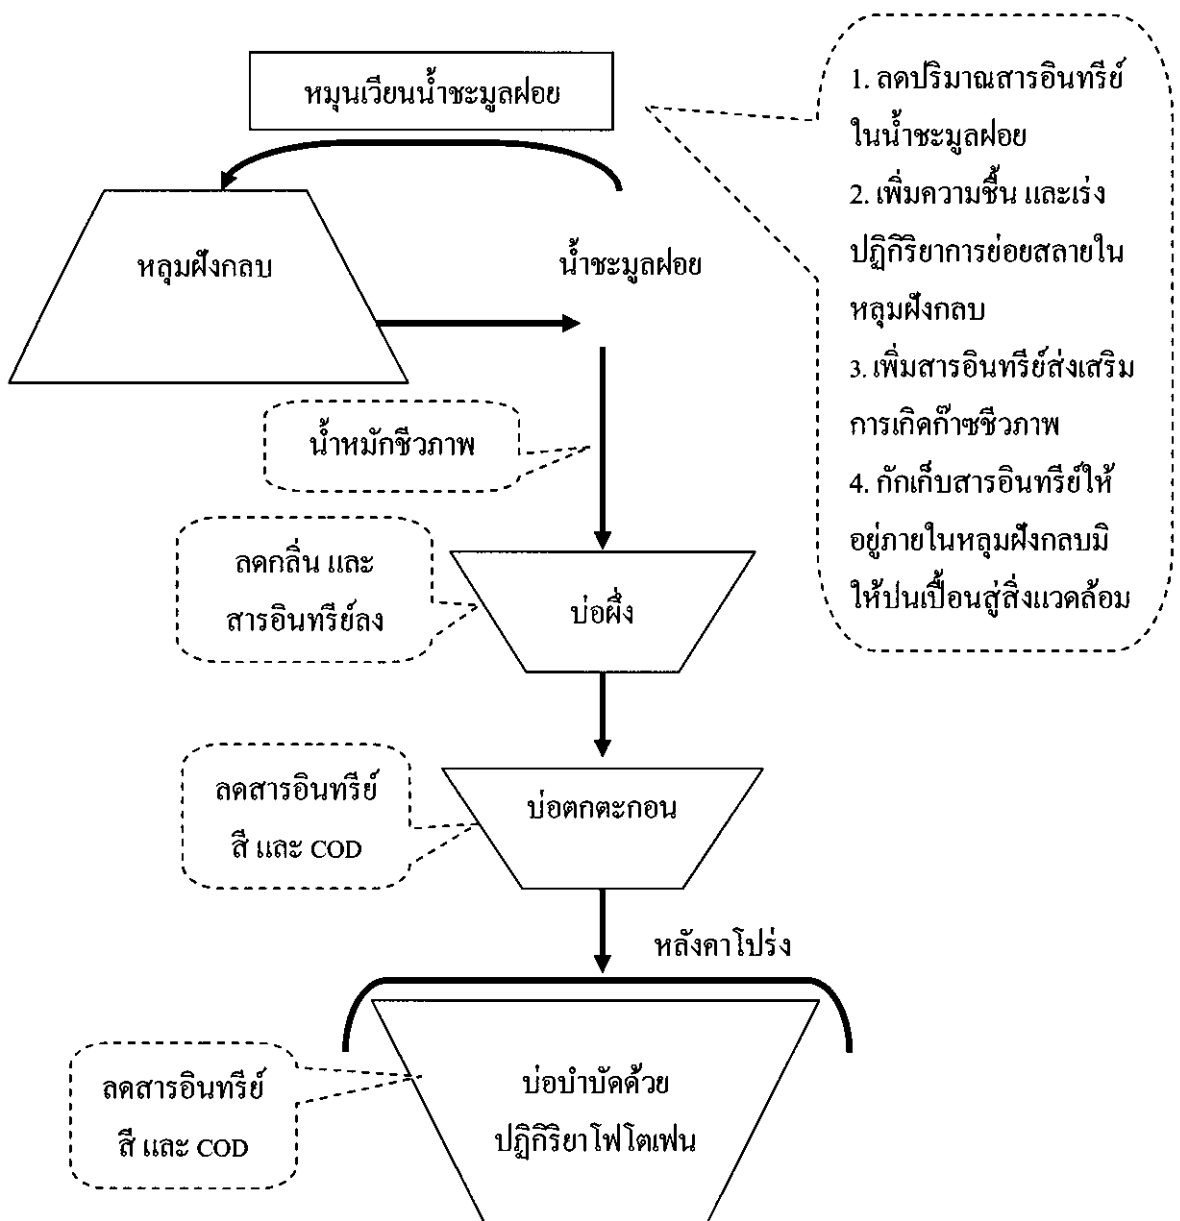 หมุนเวียนน้ำชะมูลฝอย
1. ลดปริมาณสารอินทรีย์
ในน้ำชะมูลฝอย
2. เพิ่มความชื้น และเร่ง
ปฏิกิริยาการย่อยสลายใน
หลุมฝังกลบ
3. เพิ่มสารอินทรีย์ส่งเสริม
การเกิดก๊าซชีวภาพ
4. กักเก็บสารอินทรีย์ให้
อยู่ภายในหลุมฝังกลบมิ
ให้ปนเปื้อนสู่สิ่งแวดล้อม
หลุมฝังกลบ
น้ำชะมูลฝอย
น้ำหมักชีวภาพ
ลดกลิ่น และ
สารอินทรีย์ลง
บ่อผึ่ง
ลดสารอินทรีย์
สี และ COD
บ่อตกตะกอน
หลังคาโปร่ง
ลดสารอินทรีย์
สี และ COD
บ่อบำบัดด้วย
ปฏิกิริยาโฟโตเฟน